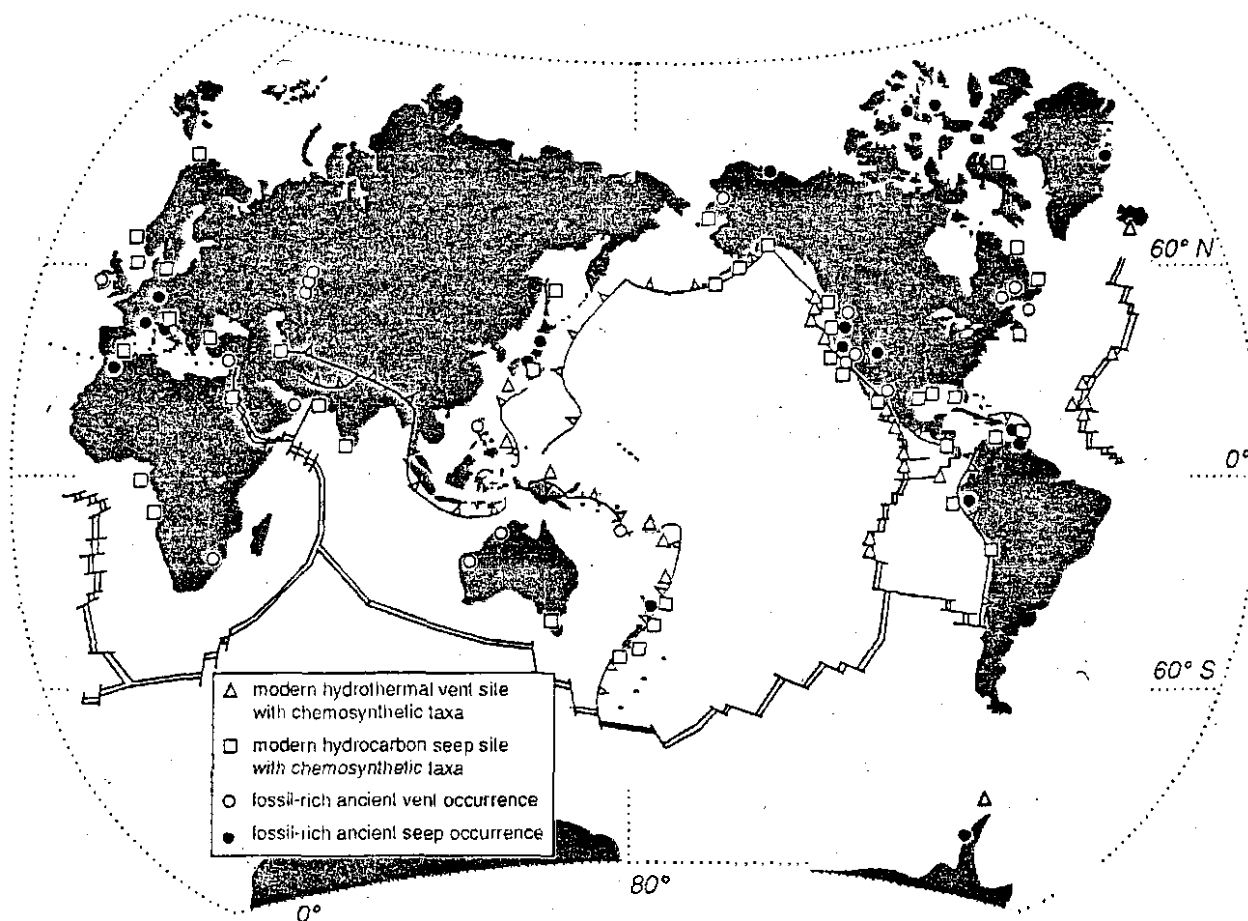 60° N
0°
60° S
modern hydrothermal vent site
with chemosynthetic taxa
modern hydrocarbon seep site
with chemosynthetic taxa
fossil-rich ancient vent occurrence
fossil-rich ancient seep occurrence
80°
0°